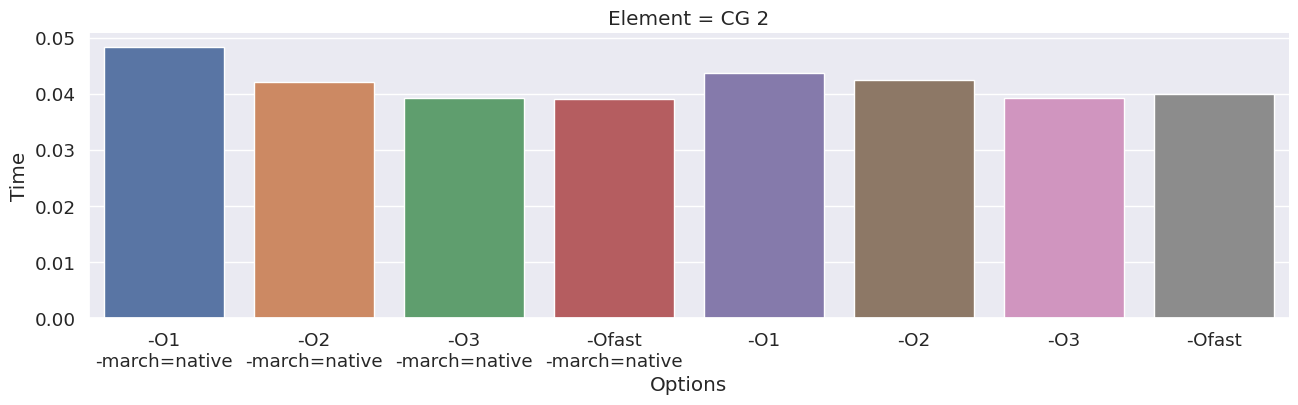 Element = CG 2
0.05
0.04
0.03
0.02
0.01
0.00
Time
-O1 -O2 -O3 -Ofast -O1 -O2 -O3 -Ofast
-march=native -march=native -march=native -march=native
Options